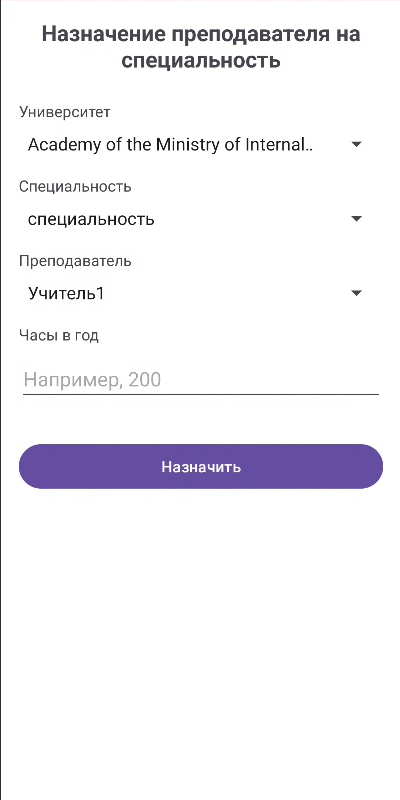 Назначение преподавателя на
специальность
Университет
Academy of the Ministry of Internal..
Специальность
специальность
Преподаватель
Учитель1
Часы в год
Например, 200
Назначить